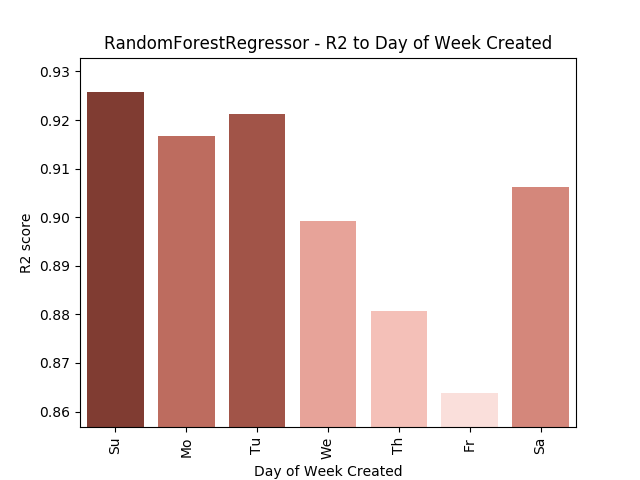 RandomForestRegressor - R2 to Day of Week Created
0.93
0.92
0.91
0.90
0.89
0.88
0.87
0.86
R2 score
Su
Mo
Tu
We
Th
Fr
Sa
Day of Week Created